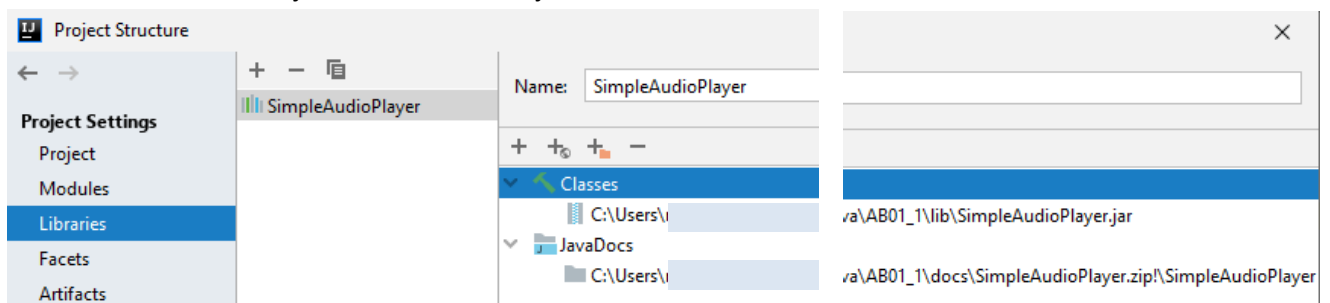 Project Structure
Name: SimpleAudioPlayer
SimpleAudioPlayer
Project Settings
Project
Modules
Classes
Libraries
C:\Users\ va\AB01_1\lib\SimpleAudioPlayer.jar
Facets
JavaDocs
Artifacts
C:\Users\ va\AB01_1\docs\SimpleAudioPlayer.zip!\SimpleAudioPlayer